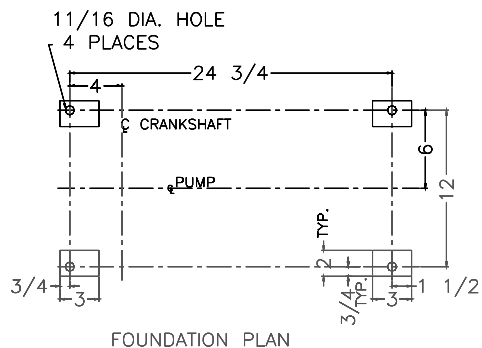 11/16 DIA. HOLE
4 PLACES
24 3/4
4
℄ CRANKSHAFT
6
℄ PUMP
12
TYP.
2
3/4
TYP.
3/4
3
3
1 1/2
FOUNDATION PLAN